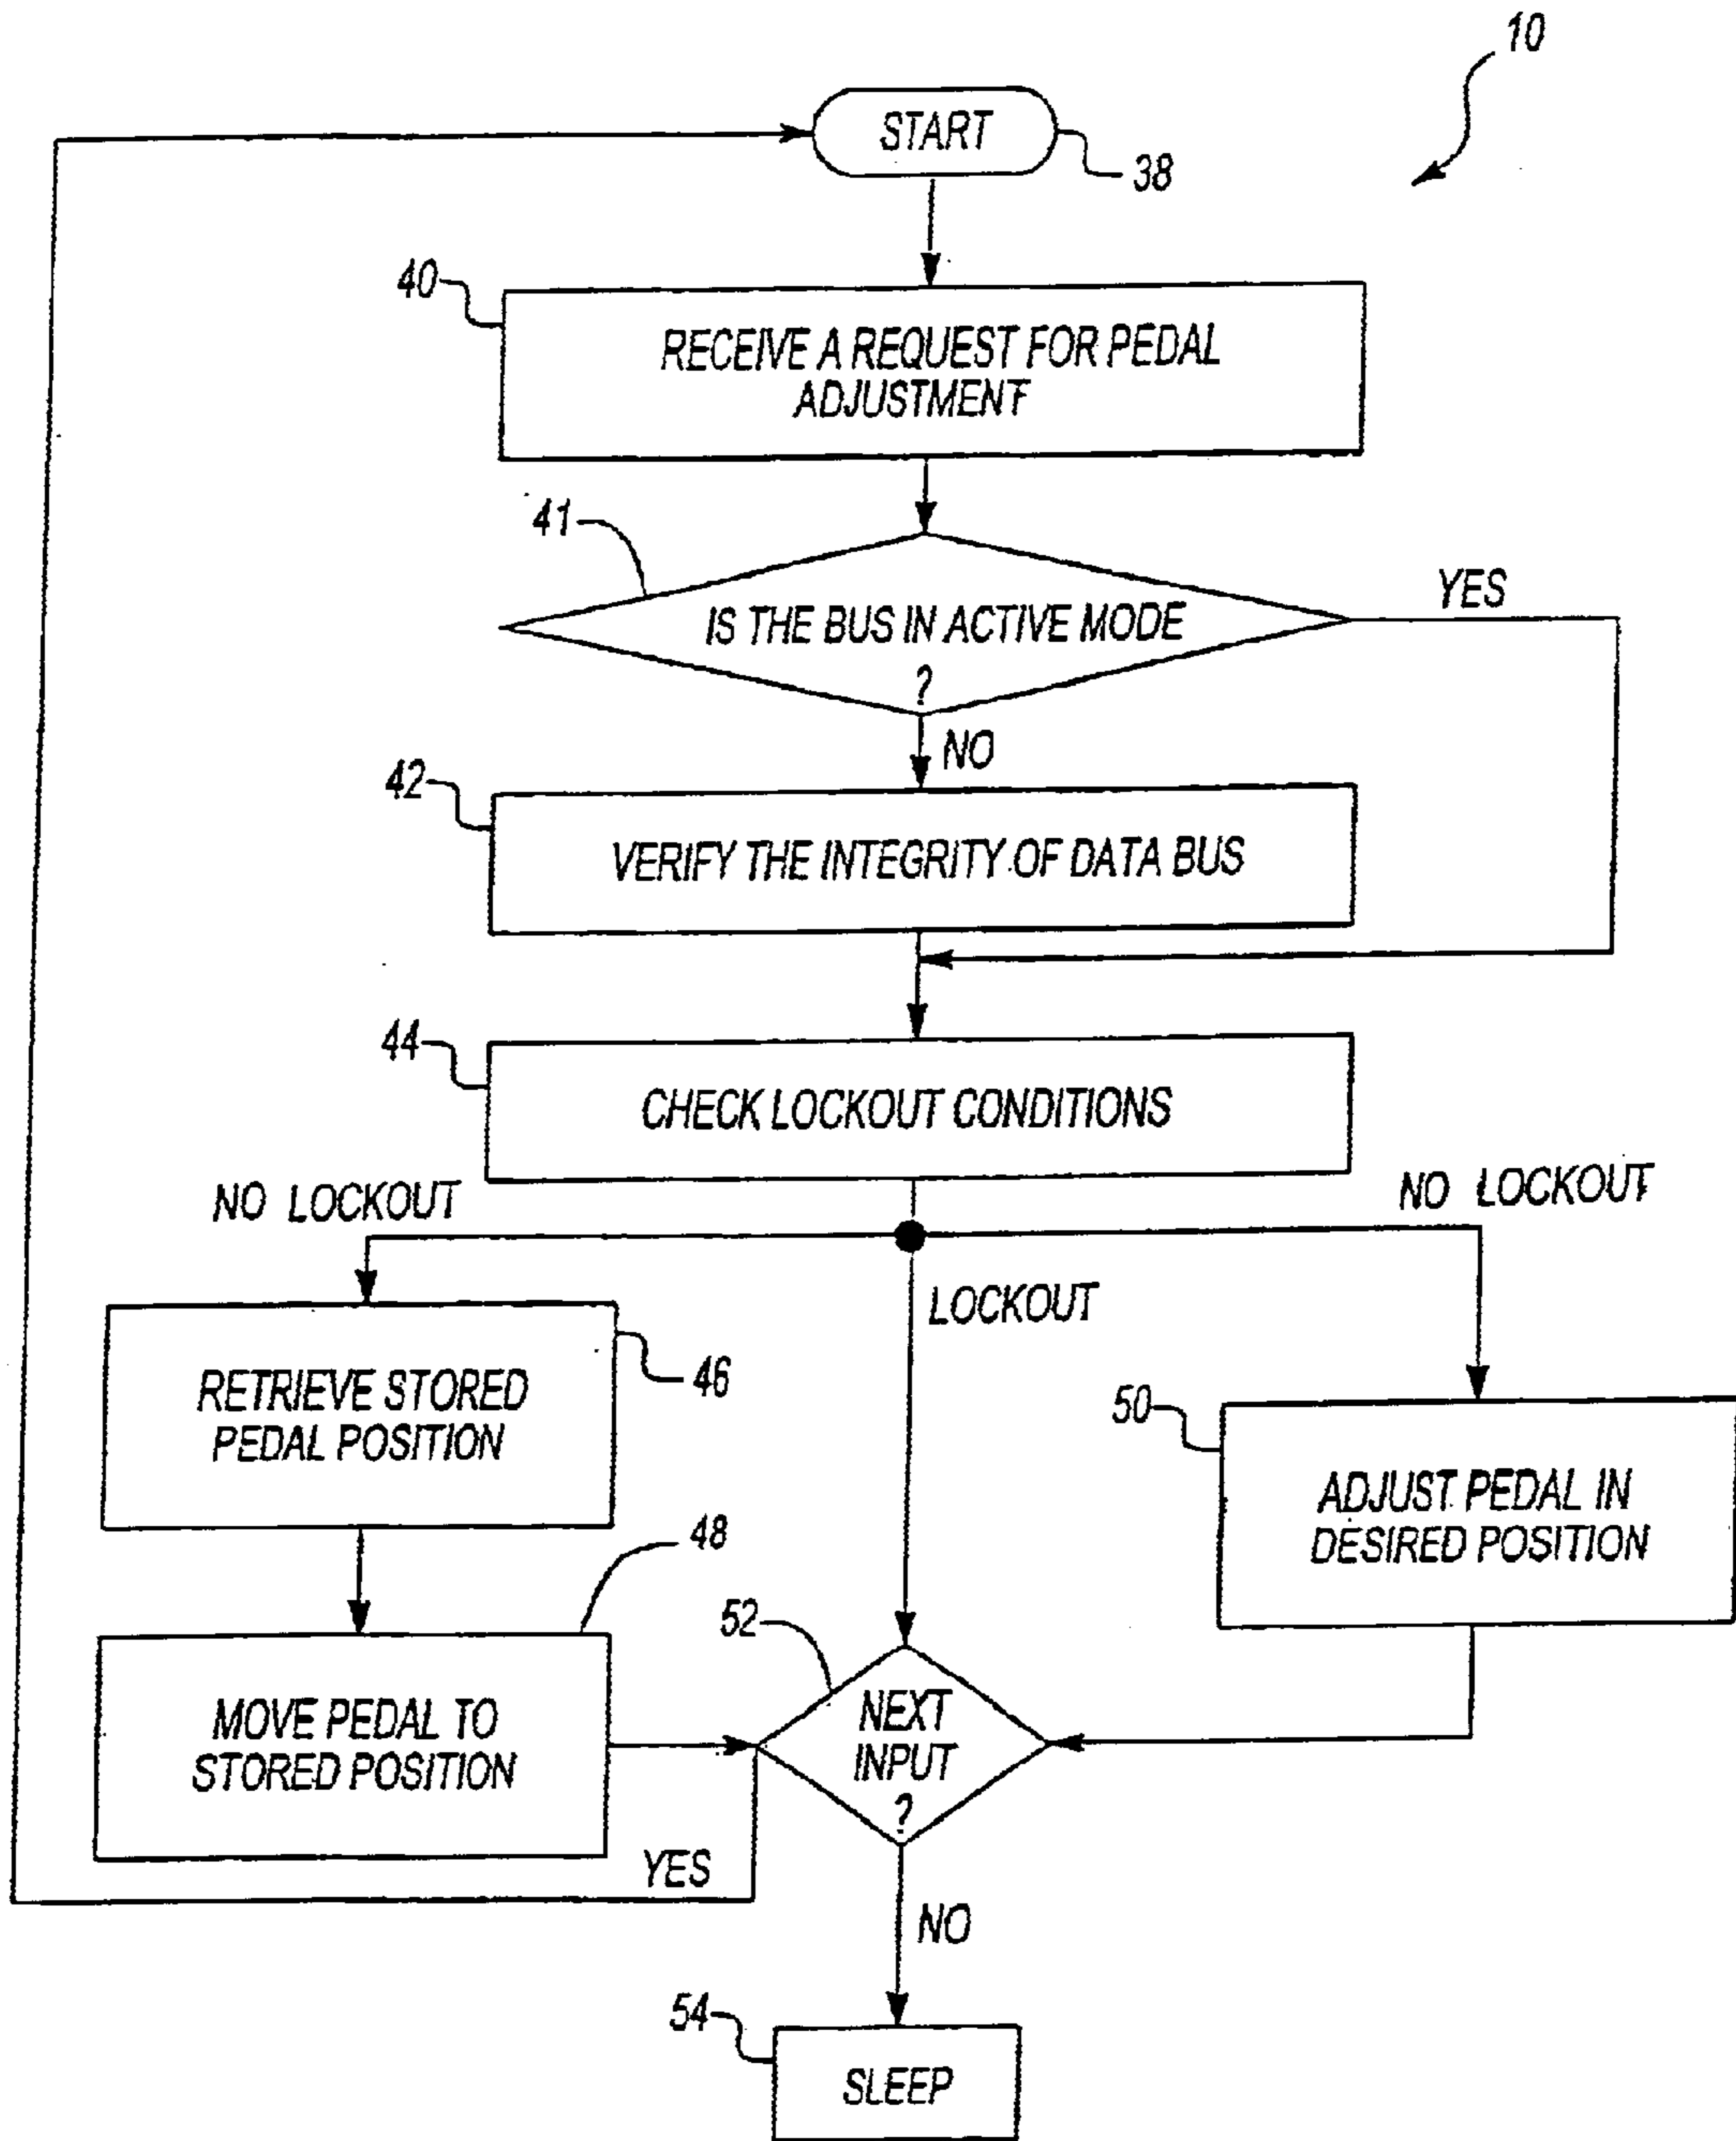 10
START
38
40
RECEIVE A REQUEST FOR PEDAL
ADJUSTMENT
41
IS THE BUS IN ACTIVE MODE
?
YES
NO
42
VERIFY THE INTEGRITY OF DATA BUS
44
CHECK LOCKOUT CONDITIONS
NO LOCKOUT
NO LOCKOUT
LOCKOUT
RETRIEVE STORED
PEDAL POSITION
46
50
ADJUST PEDAL IN
DESIRED POSITION
48
MOVE PEDAL TO
STORED POSITION
52
NEXT
INPUT
?
YES
NO
54
SLEEP